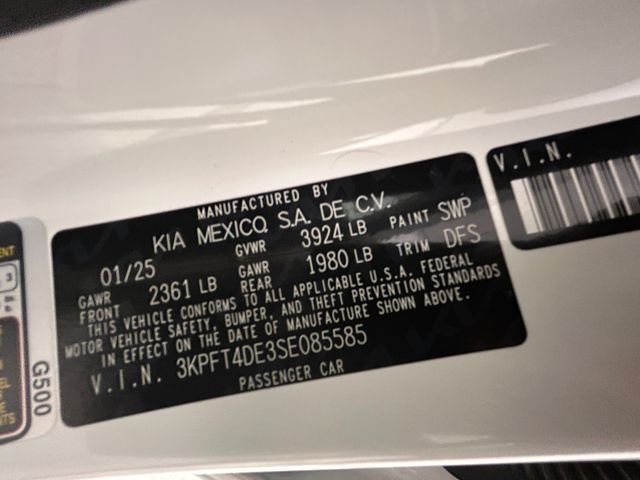 MANUFACTURED BY
KIA MEXICO, S.A. DE C.V.
01/25 GVWR 3924 LB PAINT SWP
GAWR FRONT 2361 LB GAWR REAR 1980 LB TRIM DFS
THIS VEHICLE CONFORMS TO ALL APPLICABLE U.S.A. FEDERAL
MOTOR VEHICLE SAFETY, BUMPER, AND THEFT PREVENTION STANDARDS
IN EFFECT ON THE DATE OF MANUFACTURE SHOWN ABOVE.
V.I.N. 3KPFT4DE3SE085585
PASSENGER CAR
V.I.N.
G500